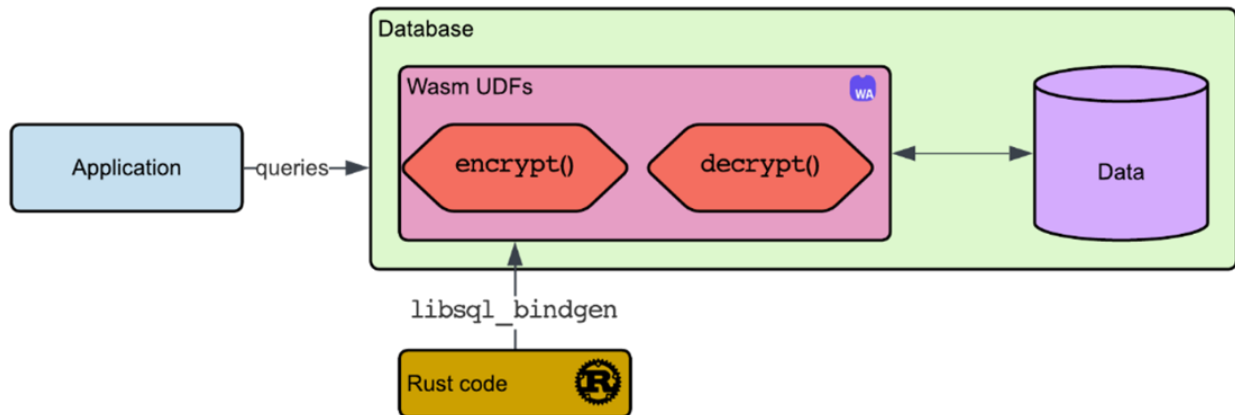 Database
Wasm UDFs
WA
Application
queries
encrypt()
decrypt()
Data
libsql_bindgen
Rust code
R